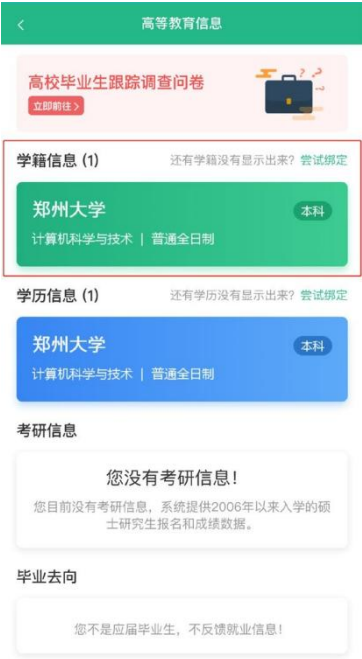 高等教育信息
高校毕业生跟踪调查问卷
立即前往>
学籍信息 (1) 还有学籍没有显示出来? 尝试绑定
郑州大学 本科
计算机科学与技术 | 普通全日制
学历信息 (1) 还有学历没有显示出来? 尝试绑定
郑州大学 本科
计算机科学与技术 | 普通全日制
考研信息
您没有考研信息!
您目前没有考研信息，系统提供2006年以来入学的硕
士研究生报名和成绩数据。
毕业去向
您不是应届毕业生，不反馈就业信息!